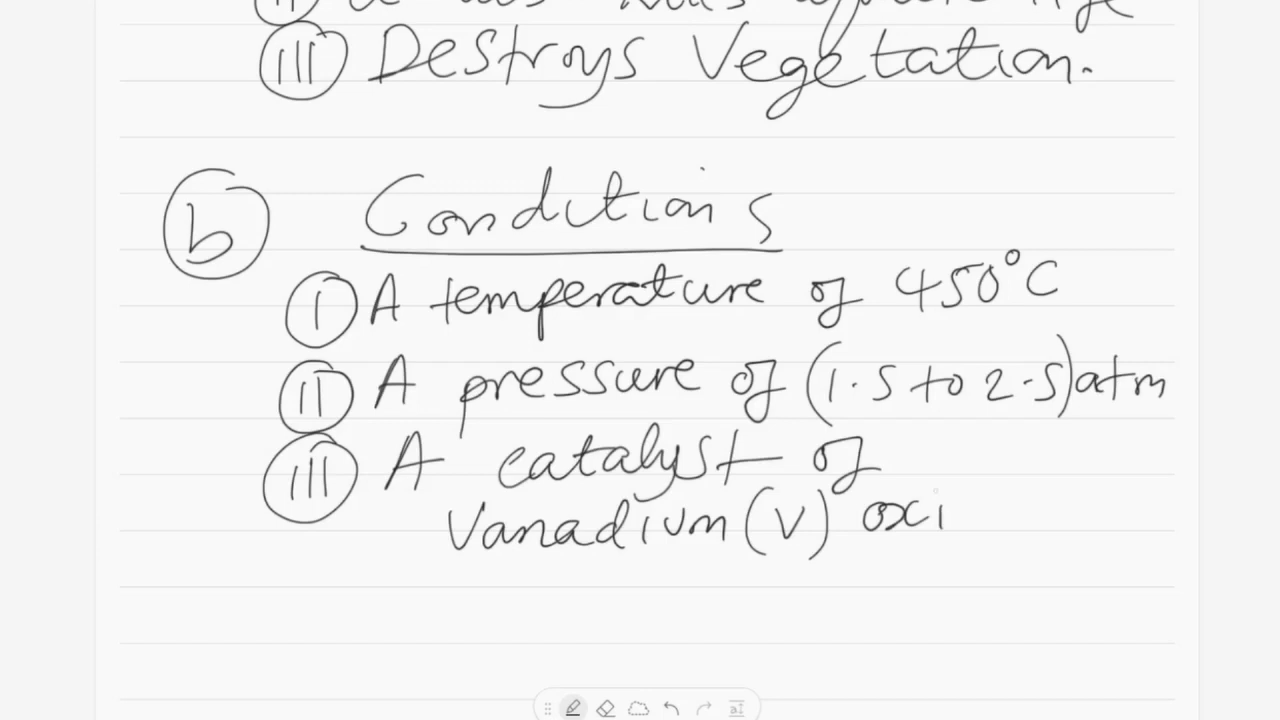 III Destroys Vegetation.
b Conditions
I A temperature of 450°C
II A pressure of (1.5 to 2.5)atm
III A catalyst of
Vanadium(V) oxi